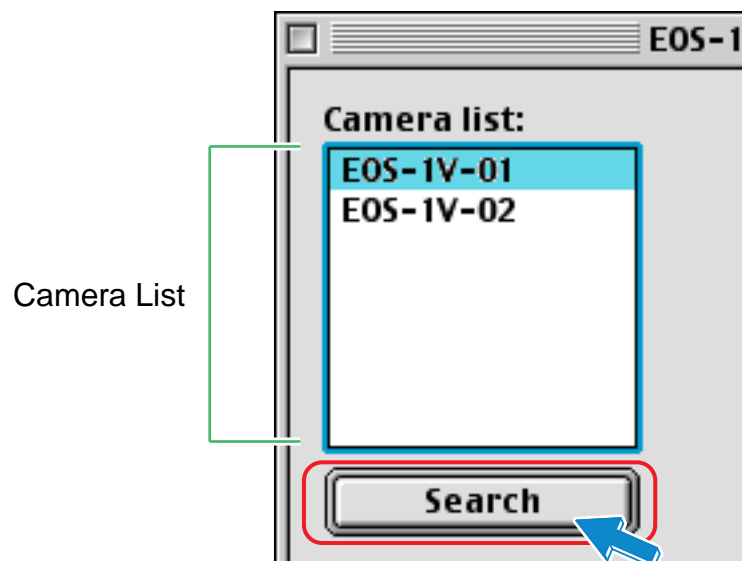 EOS-1
Camera list:
EOS-1V-01
EOS-1V-02
Camera List
Search